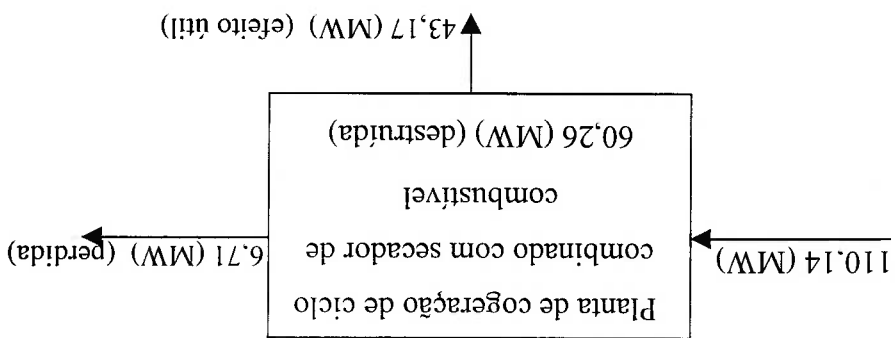 Planta de cogeração de ciclo
combinado com secador de
combustível
60,26 (MW) (destruída)
110.14 (MW)
6.71 (MW) (perdida)
43,17 (MW) (efeito útil)